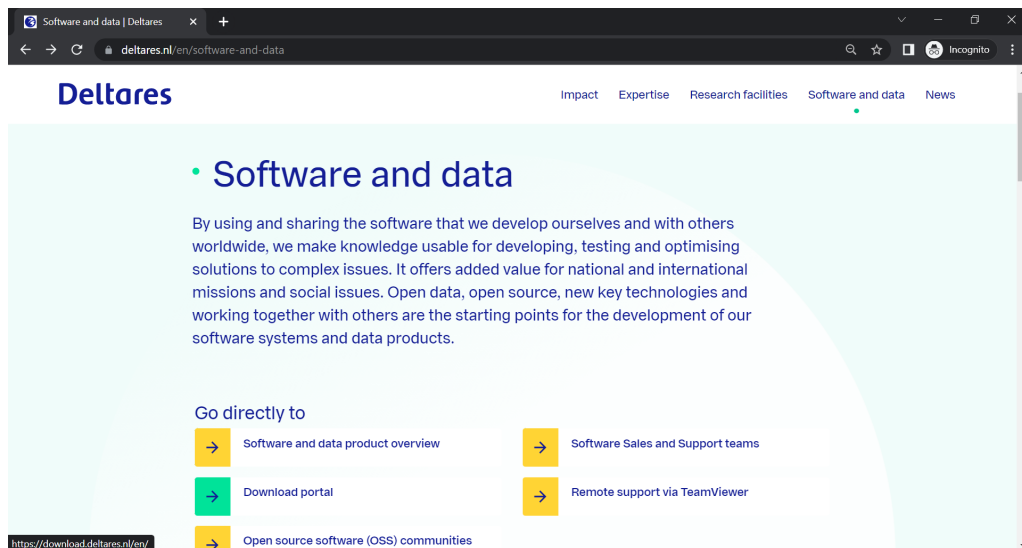 Software and data | Deltares
deltares.nl/en/software-and-data
Incognito
Deltares
Impact Expertise Research facilities Software and data News
Software and data
By using and sharing the software that we develop ourselves and with others
worldwide, we make knowledge usable for developing, testing and optimising
solutions to complex issues. It offers added value for national and international
missions and social issues. Open data, open source, new key technologies and
working together with others are the starting points for the development of our
software systems and data products.
Go directly to
Software and data product overview
Software Sales and Support teams
Download portal
Remote support via TeamViewer
Open source software (OSS) communities
https://download.deltares.nl/en/